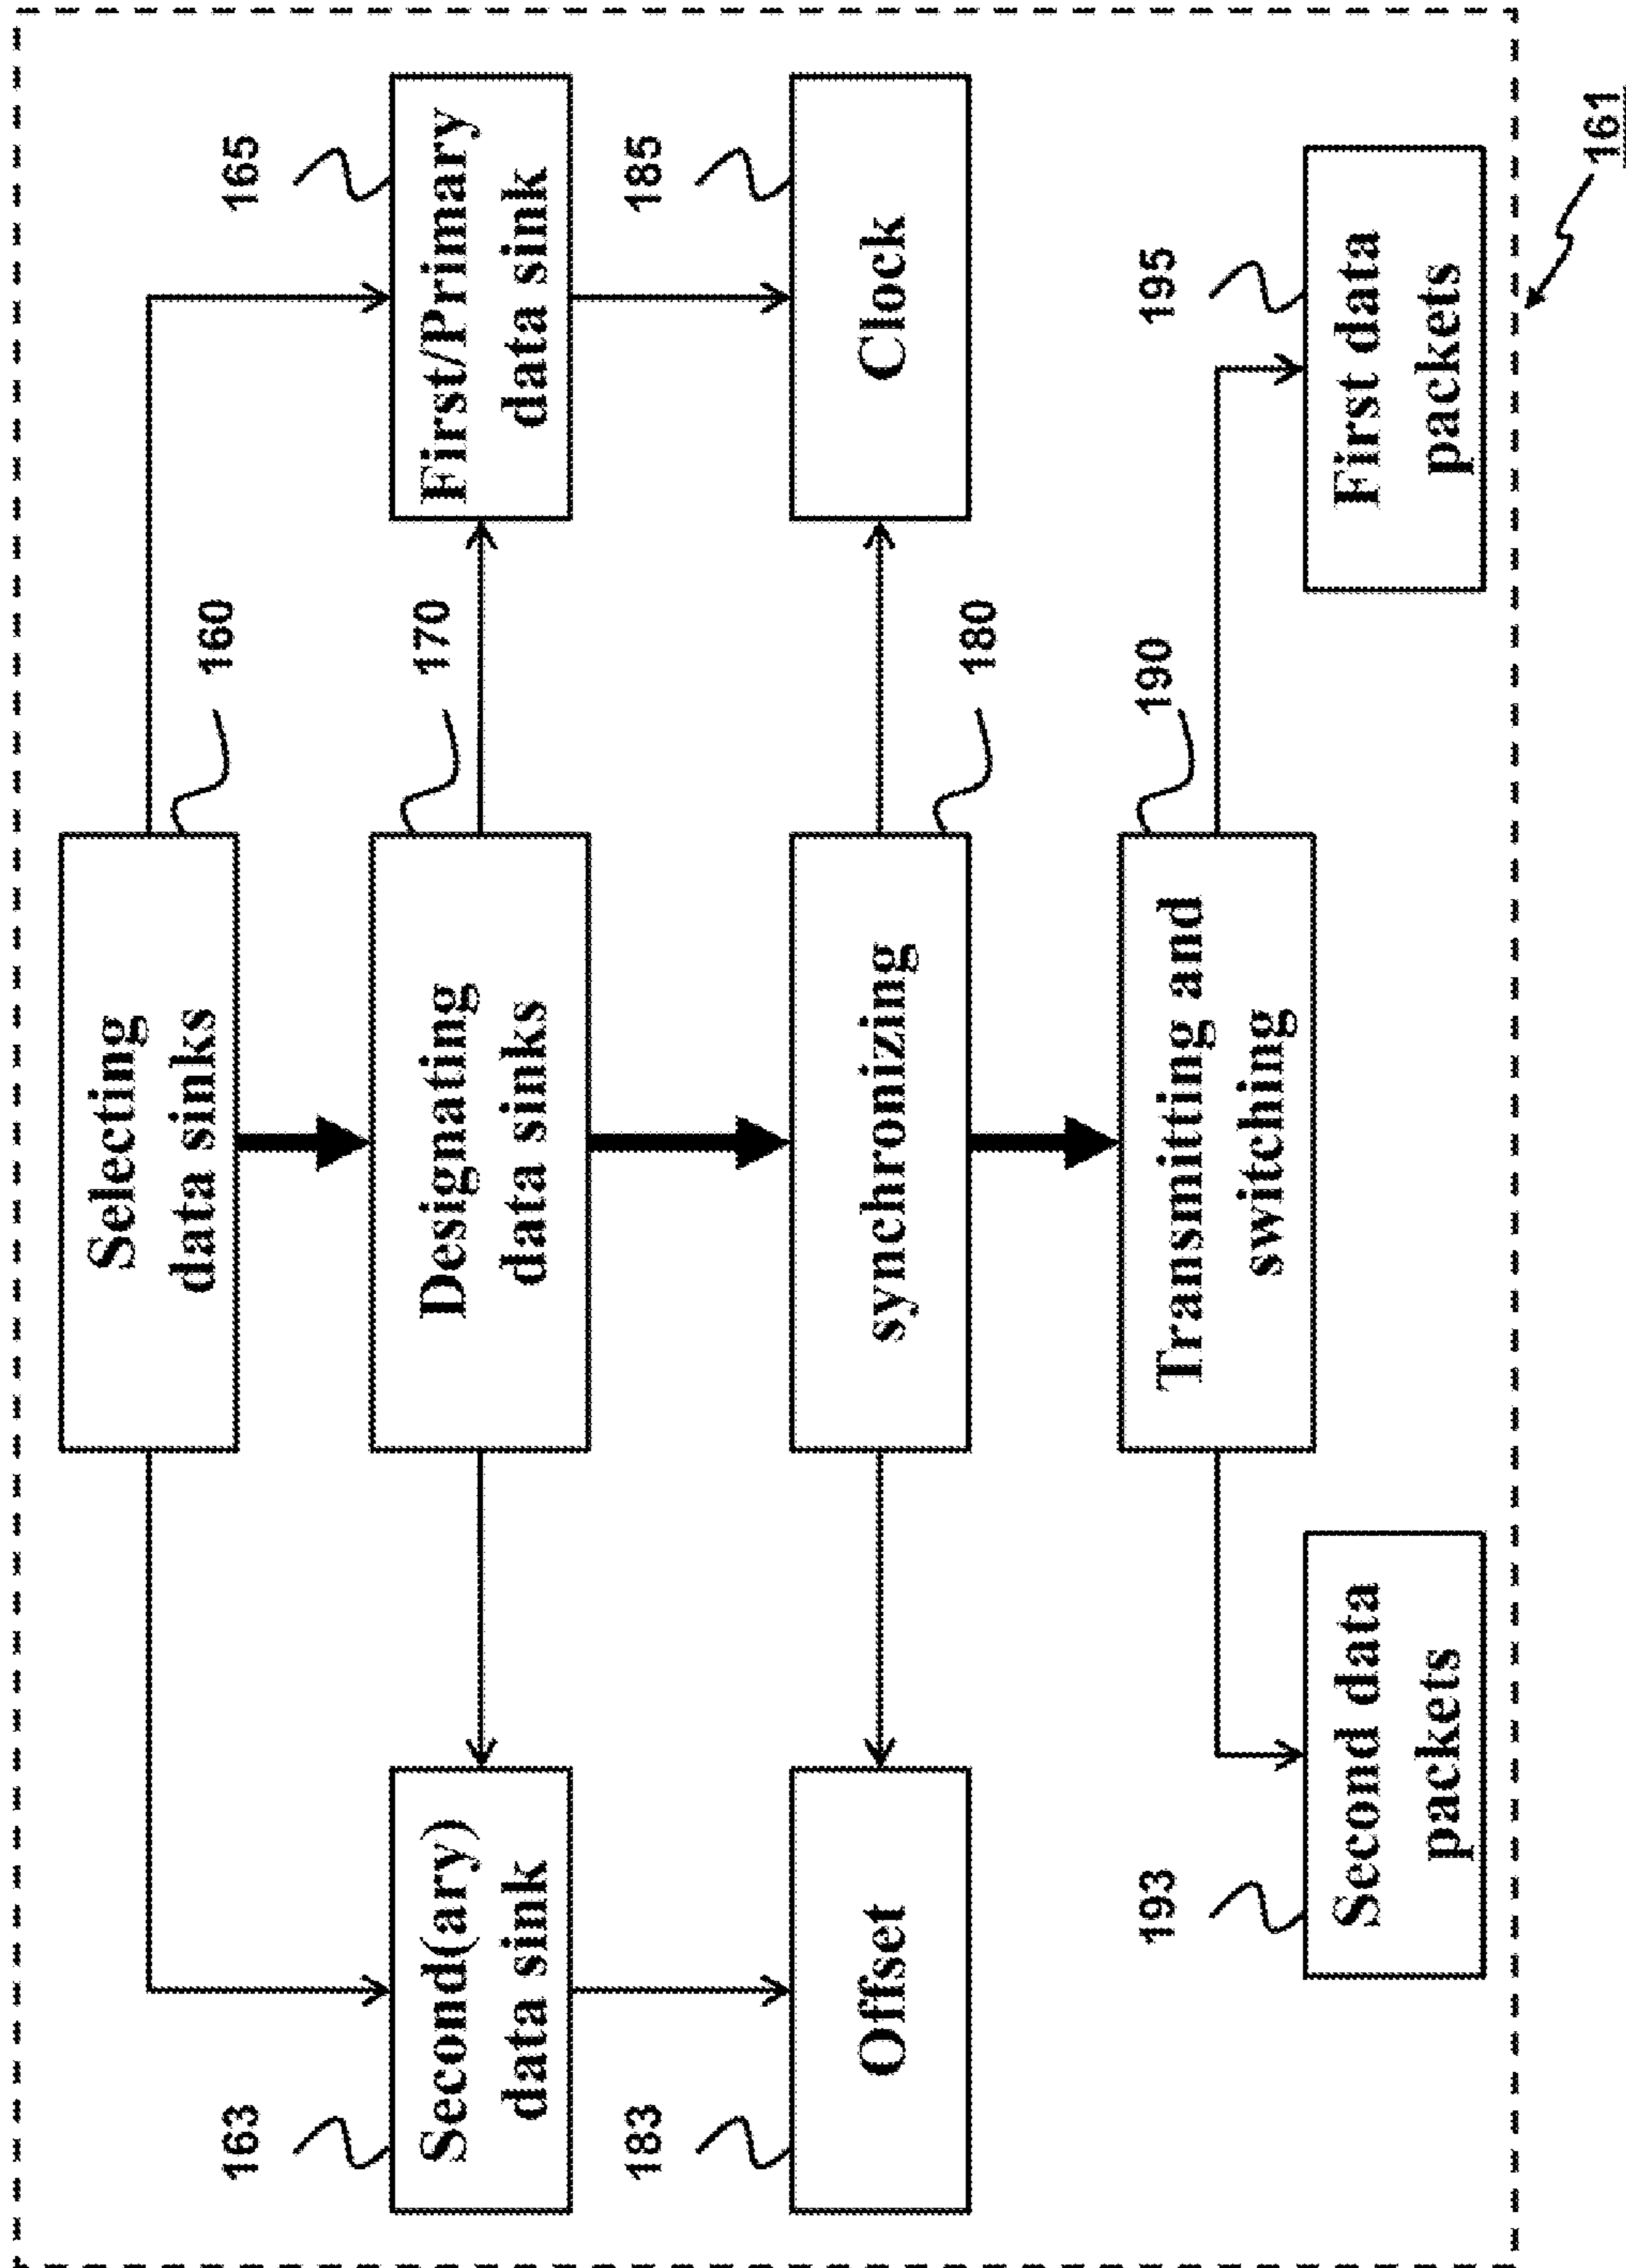 Selecting
data sinks
160
163
165
Second(ary)
data sink
Designating
data sinks
170
First/Primary
data sink
183
185
Offset
synchronizing
180
Clock
193
190
195
Transmitting and
switching
Second data
packets
First data
packets
161